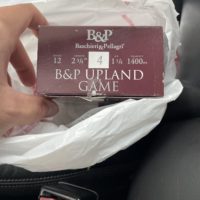 B&P
Baschieri & Pellagri
12 2¾" 4 1¼ 1400
B&P UPLAND
GAME